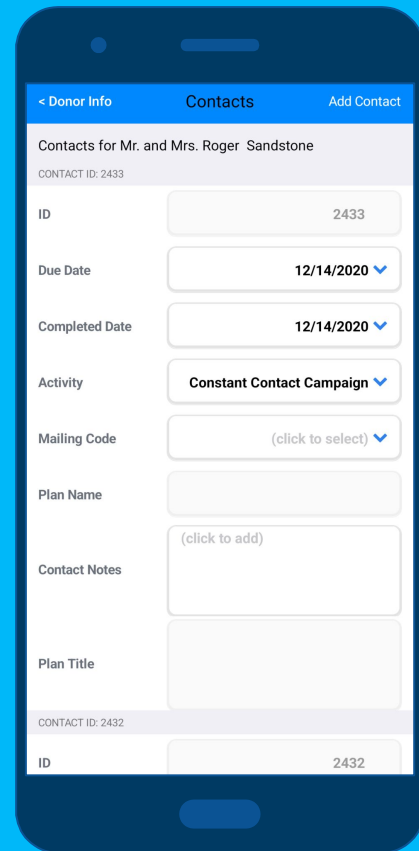 < Donor Info Contacts Add Contact
Contacts for Mr. and Mrs. Roger Sandstone
CONTACT ID: 2433
ID 2433
Due Date 12/14/2020
Completed Date 12/14/2020
Activity Constant Contact Campaign
Mailing Code (click to select)
Plan Name
(click to add)
Contact Notes
Plan Title
CONTACT ID: 2432
ID 2432